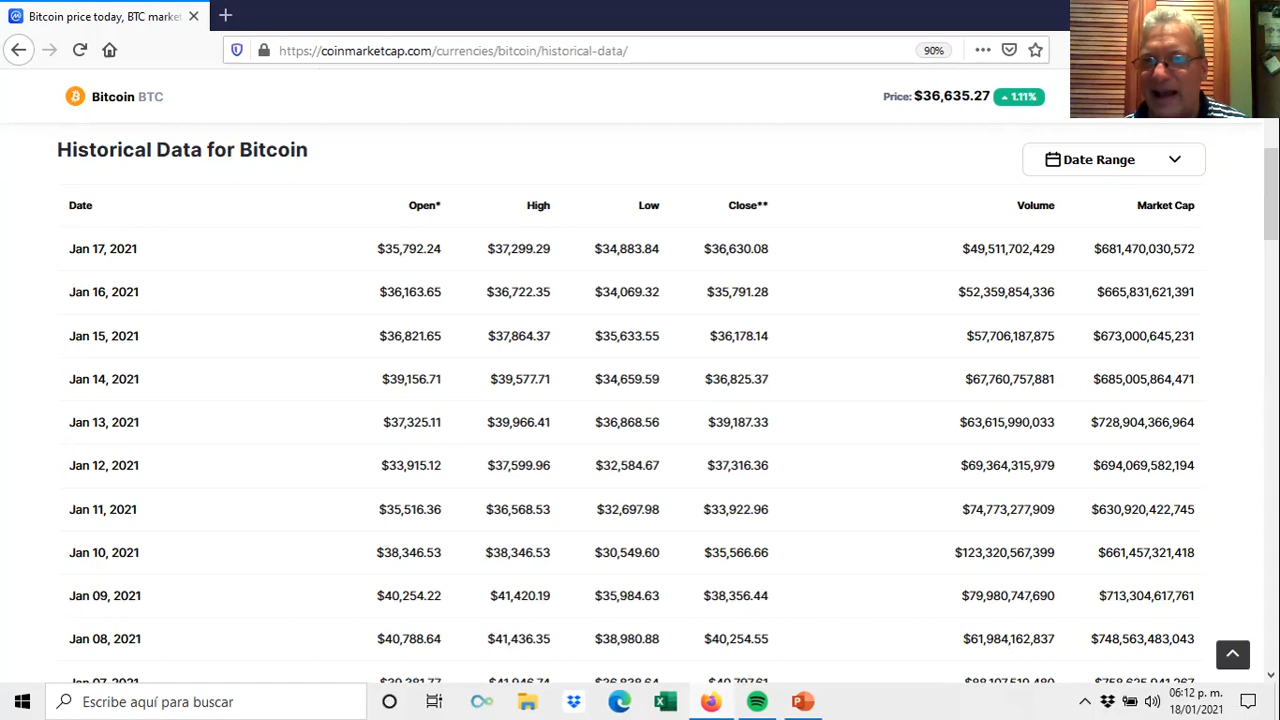 Bitcoin price today, BTC market
https://coinmarketcap.com/currencies/bitcoin/historical-data/
90%
Bitcoin BTC
Price: $36,635.27 1.11%
Historical Data for Bitcoin
Date Range
Date Open* High Low Close** Volume Market Cap
Jan 17, 2021 $35,792.24 $37,299.29 $34,883.84 $36,630.08 $49,511,702,429 $681,470,030,572
Jan 16, 2021 $36,163.65 $36,722.35 $34,069.32 $35,791.28 $52,359,854,336 $665,831,621,391
Jan 15, 2021 $36,821.65 $37,864.37 $35,633.55 $36,178.14 $57,706,187,875 $673,000,645,231
Jan 14, 2021 $39,156.71 $39,577.71 $34,659.59 $36,825.37 $67,760,757,881 $685,005,864,471
Jan 13, 2021 $37,325.11 $39,966.41 $36,868.56 $39,187.33 $63,615,990,033 $728,904,366,964
Jan 12, 2021 $33,915.12 $37,599.96 $32,584.67 $37,316.36 $69,364,315,979 $694,069,582,194
Jan 11, 2021 $35,516.36 $36,568.53 $32,697.98 $33,922.96 $74,773,277,909 $630,920,422,745
Jan 10, 2021 $38,346.53 $38,346.53 $30,549.60 $35,566.66 $123,320,567,399 $661,457,321,418
Jan 09, 2021 $40,254.22 $41,420.19 $35,984.63 $38,356.44 $79,980,747,690 $713,304,617,761
Jan 08, 2021 $40,788.64 $41,436.35 $38,980.88 $40,254.55 $61,984,162,837 $748,563,483,043
Escribe aquí para buscar
06:12 p. m.
18/01/2021